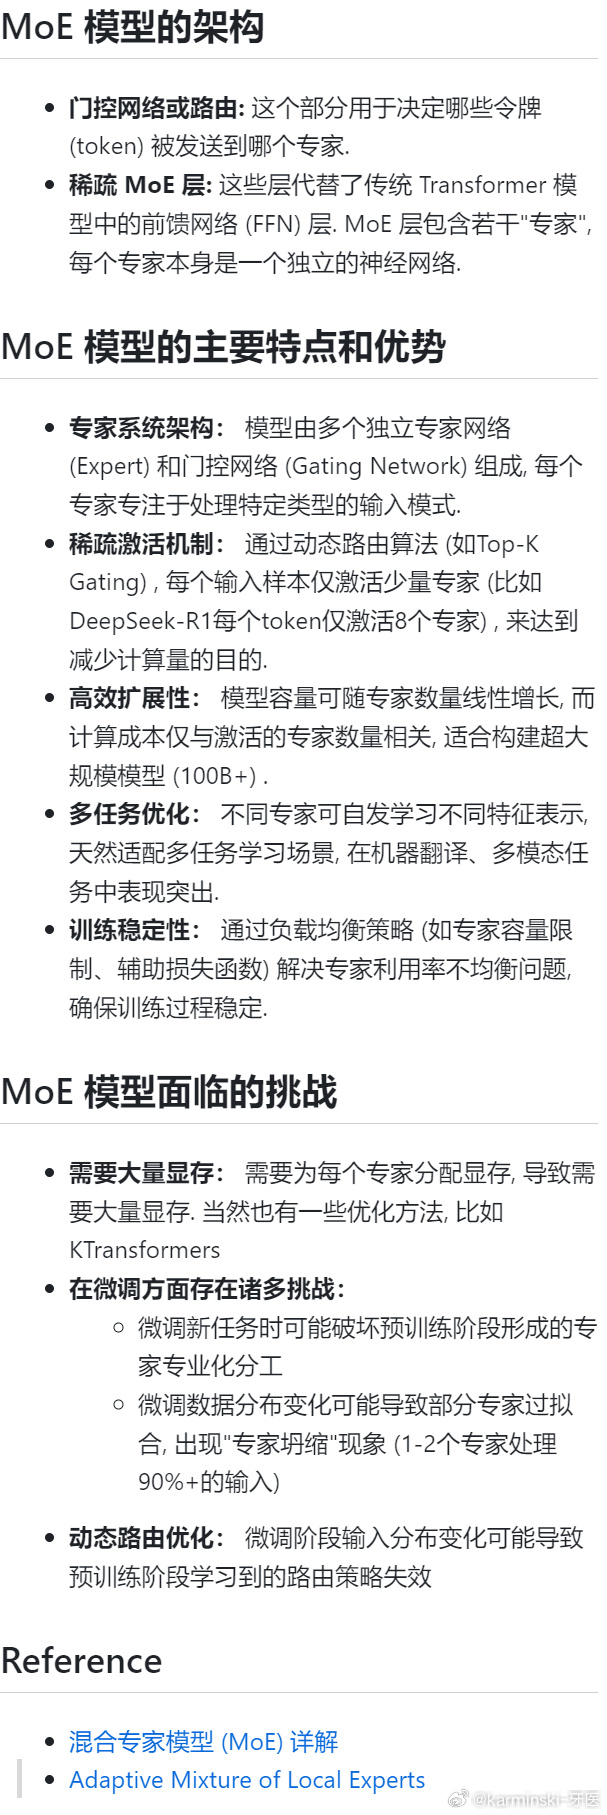 MoE 模型的架构
门控网络或路由: 这个部分用于决定哪些令牌
(token) 被发送到哪个专家.
稀疏 MoE 层: 这些层代替了传统 Transformer 模
型中的前馈网络 (FFN) 层. MoE 层包含若干"专家",
每个专家本身是一个独立的神经网络.
MoE 模型的主要特点和优势
专家系统架构： 模型由多个独立专家网络
(Expert) 和门控网络 (Gating Network) 组成, 每个
专家专注于处理特定类型的输入模式.
稀疏激活机制： 通过动态路由算法 (如Top-K
Gating) , 每个输入样本仅激活少量专家 (比如
DeepSeek-R1每个token仅激活8个专家) , 来达到
减少计算量的目的.
高效扩展性： 模型容量可随专家数量线性增长, 而
计算成本仅与激活的专家数量相关, 适合构建超大
规模模型 (100B+) .
多任务优化： 不同专家可自发学习不同特征表示,
天然适配多任务学习场景, 在机器翻译、多模态任
务中表现突出.
训练稳定性： 通过负载均衡策略 (如专家容量限
制、辅助损失函数) 解决专家利用率不均衡问题,
确保训练过程稳定.
MoE 模型面临的挑战
需要大量显存： 需要为每个专家分配显存, 导致需
要大量显存. 当然也有一些优化方法, 比如
KTransformers
在微调方面存在诸多挑战：
微调新任务时可能破坏预训练阶段形成的专
家专业化分工
微调数据分布变化可能导致部分专家过拟
合, 出现"专家坍缩"现象 (1-2个专家处理
90%+的输入)
动态路由优化： 微调阶段输入分布变化可能导致
预训练阶段学习到的路由策略失效
Reference
混合专家模型 (MoE) 详解
Adaptive Mixture of Local Experts
@karminski-牙医